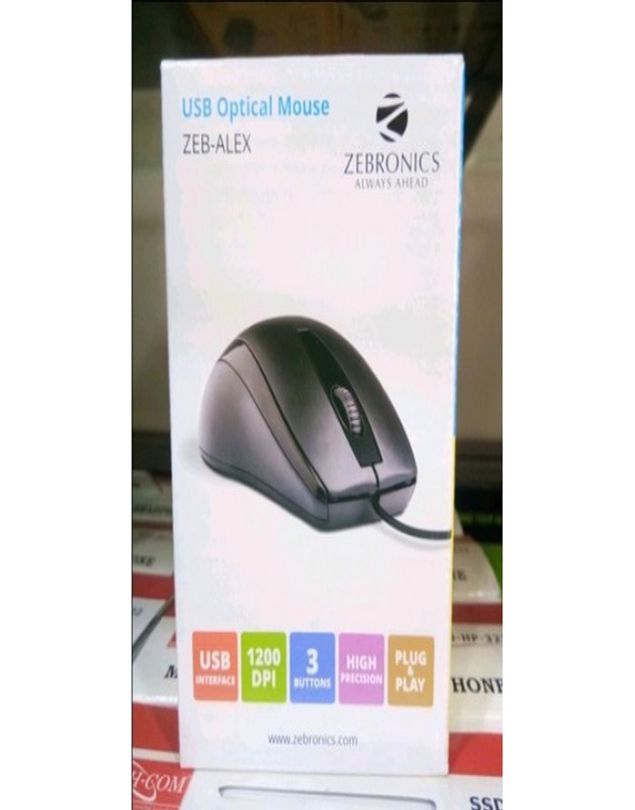 USB Optical Mouse
ZEB-ALEX
ZEBRONICS
ALWAYS AHEAD
USB
INTERFACE
1200
DPI
3
BUTTONS
HIGH
PRECISION
PLUG
&
PLAY
www.zebronics.com
SSD